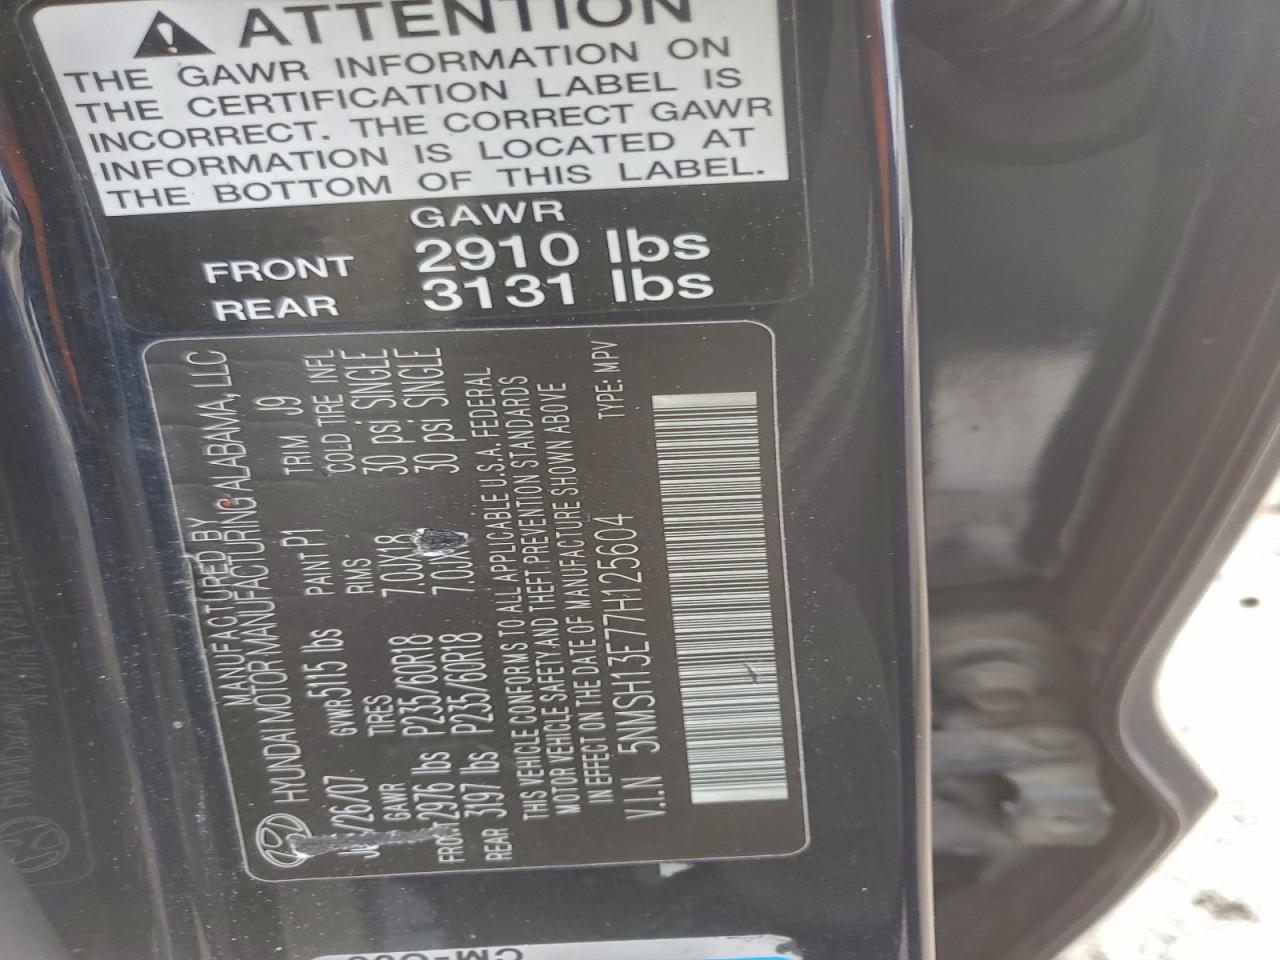 ATTENTION
THE GAWR INFORMATION ON
THE CERTIFICATION LABEL IS
INCORRECT. THE CORRECT GAWR
INFORMATION IS LOCATED AT
THE BOTTOM OF THIS LABEL.
GAWR
FRONT 2910 lbs
REAR 3131 lbs
MANUFACTURED BY
HYUNDAI MOTOR MANUFACTURING ALABAMA, LLC
/26/07 GVWR 5115 lbs PAINT P1 TRIM J9
GAWR TIRES RIMS COLD TIRE INFL
2976 lbs P235/60R18 7.0JX18 30 psi SINGLE
REAR 3197 lbs P235/60R18 30 psi SINGLE
THIS VEHICLE CONFORMS TO ALL APPLICABLE U.S.A. FEDERAL
MOTOR VEHICLE SAFETY AND THEFT PREVENTION STANDARDS
IN EFFECT ON THE DATE OF MANUFACTURE SHOWN ABOVE
V.I.N 5NMSH13E77H125604 TYPE: MPV